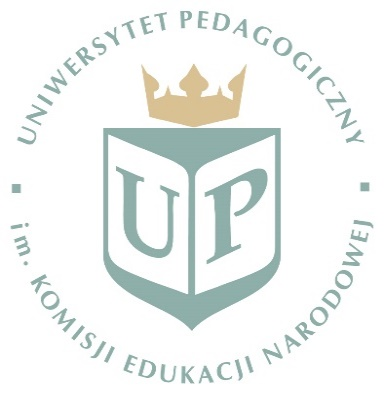 UNIWERSYTET PEDAGOGICZNY
UP
im. KOMISJI EDUKACJI NARODOWEJ